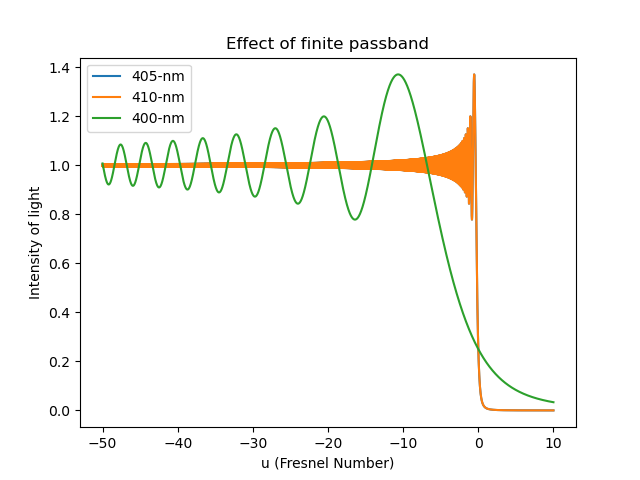 Effect of finite passband
405-nm
410-nm
400-nm
Intensity of light
1.4
1.2
1.0
0.8
0.6
0.4
0.2
0.0
−50
−40
−30
−20
−10
0
10
u (Fresnel Number)